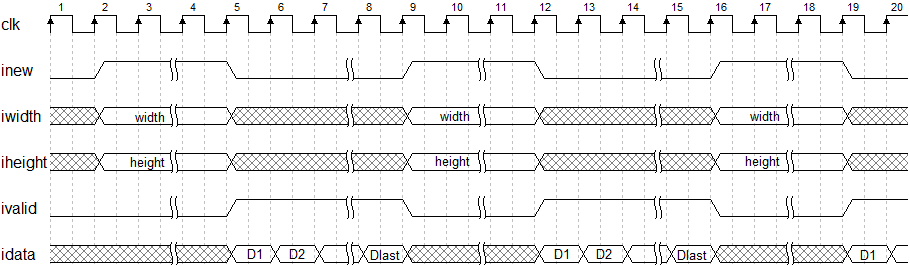 clk 1 2 3 4 5 6 7 8 9 10 11 12 13 14 15 16 17 18 19 20
inew
iwidth width width width
iheight height height height
ivalid
idata D1 D2 Dlast D1 D2 Dlast D1